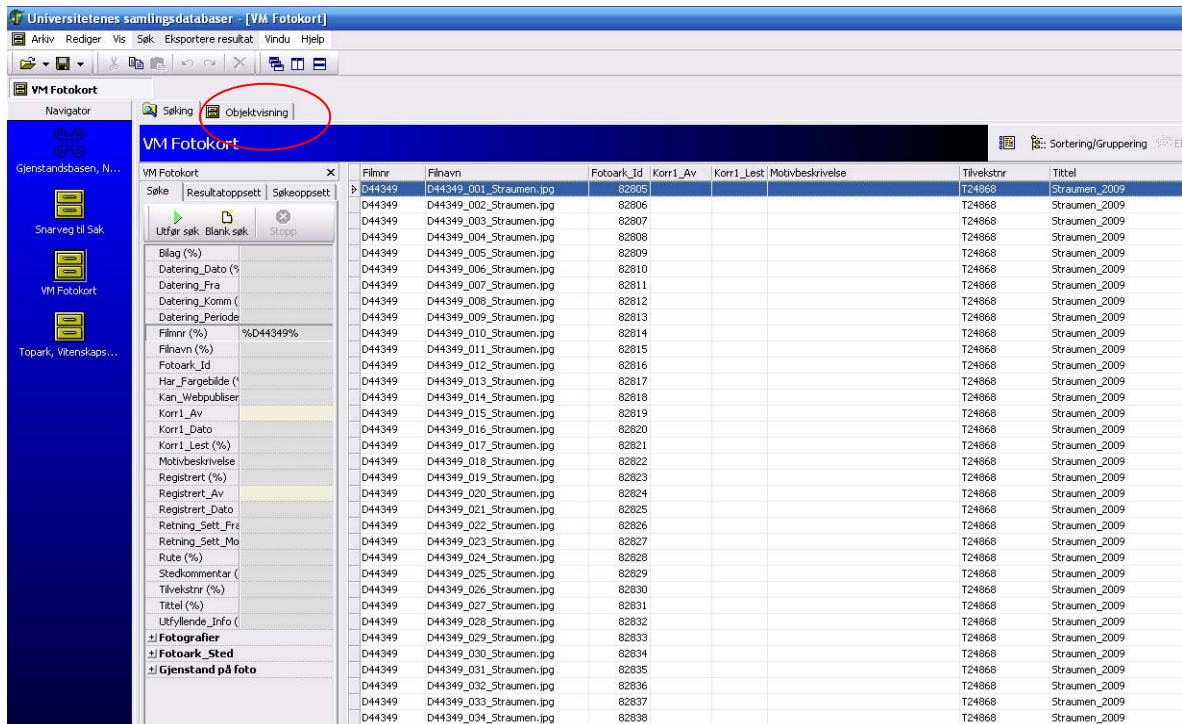 Universitetenes samlingsdatabaser - [VM Fotokort]
Arkiv Rediger Vis Søk Eksportere resultat Vindu Hjelp
VM Fotokort
Navigator
Søking Objektvisning
VM Fotokort
Sortering/Gruppering
Gjenstandsbasen, N...
Snarveg til Sak
VM Fotokort
Topark, Vitenskaps...
VM Fotokort
Søke Resultatoppsett Søkeoppsett
Utfør søk Blank søk Stopp
Bilag (%)
Datering_Dato (%
Datering_Fra
Datering_Komm (
Datering_Periode
Filmnr (%) %D44349%
Filnavn (%)
Fotoark_Id
Har_Fargebilde (%
Kan_Webpubliser
Korr1_Av
Korr1_Dato
Korr1_Lest (%)
Motivbeskrivelse
Registrert (%)
Registrert_Av
Registrert_Dato
Retning_Sett_Fra
Retning_Sett_Mo
Rute (%)
Stedkommentar (
Tilvekstnr (%)
Tittel (%)
Utfyllende_Info (
Fotografier
Fotoark_Sted
Gjenstand på foto
Filmnr Filnavn Fotoark_Id Korr1_Av Korr1_Lest Motivbeskrivelse Tilvekstnr Tittel
D44349 D44349_001_Straumen.jpg 82805 T24868 Straumen_2009
D44349 D44349_002_Straumen.jpg 82806 T24868 Straumen_2009
D44349 D44349_003_Straumen.jpg 82807 T24868 Straumen_2009
D44349 D44349_004_Straumen.jpg 82808 T24868 Straumen_2009
D44349 D44349_005_Straumen.jpg 82809 T24868 Straumen_2009
D44349 D44349_006_Straumen.jpg 82810 T24868 Straumen_2009
D44349 D44349_007_Straumen.jpg 82811 T24868 Straumen_2009
D44349 D44349_008_Straumen.jpg 82812 T24868 Straumen_2009
D44349 D44349_009_Straumen.jpg 82813 T24868 Straumen_2009
D44349 D44349_010_Straumen.jpg 82814 T24868 Straumen_2009
D44349 D44349_011_Straumen.jpg 82815 T24868 Straumen_2009
D44349 D44349_012_Straumen.jpg 82816 T24868 Straumen_2009
D44349 D44349_013_Straumen.jpg 82817 T24868 Straumen_2009
D44349 D44349_014_Straumen.jpg 82818 T24868 Straumen_2009
D44349 D44349_015_Straumen.jpg 82819 T24868 Straumen_2009
D44349 D44349_016_Straumen.jpg 82820 T24868 Straumen_2009
D44349 D44349_017_Straumen.jpg 82821 T24868 Straumen_2009
D44349 D44349_018_Straumen.jpg 82822 T24868 Straumen_2009
D44349 D44349_019_Straumen.jpg 82823 T24868 Straumen_2009
D44349 D44349_020_Straumen.jpg 82824 T24868 Straumen_2009
D44349 D44349_021_Straumen.jpg 82825 T24868 Straumen_2009
D44349 D44349_022_Straumen.jpg 82826 T24868 Straumen_2009
D44349 D44349_023_Straumen.jpg 82827 T24868 Straumen_2009
D44349 D44349_024_Straumen.jpg 82828 T24868 Straumen_2009
D44349 D44349_025_Straumen.jpg 82829 T24868 Straumen_2009
D44349 D44349_026_Straumen.jpg 82830 T24868 Straumen_2009
D44349 D44349_027_Straumen.jpg 82831 T24868 Straumen_2009
D44349 D44349_028_Straumen.jpg 82832 T24868 Straumen_2009
D44349 D44349_029_Straumen.jpg 82833 T24868 Straumen_2009
D44349 D44349_030_Straumen.jpg 82834 T24868 Straumen_2009
D44349 D44349_031_Straumen.jpg 82835 T24868 Straumen_2009
D44349 D44349_032_Straumen.jpg 82836 T24868 Straumen_2009
D44349 D44349_033_Straumen.jpg 82837 T24868 Straumen_2009
D44349 D44349_034_Straumen.jpg 82838 T24868 Straumen_2009